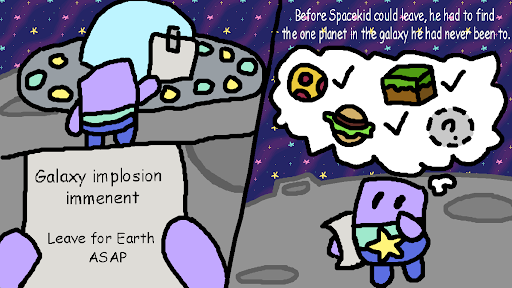 Galaxy implosion
immenent
Leave for Earth
ASAP
Before Spacekid could leave, he had to find
the one planet in the galaxy he had never been to.
?